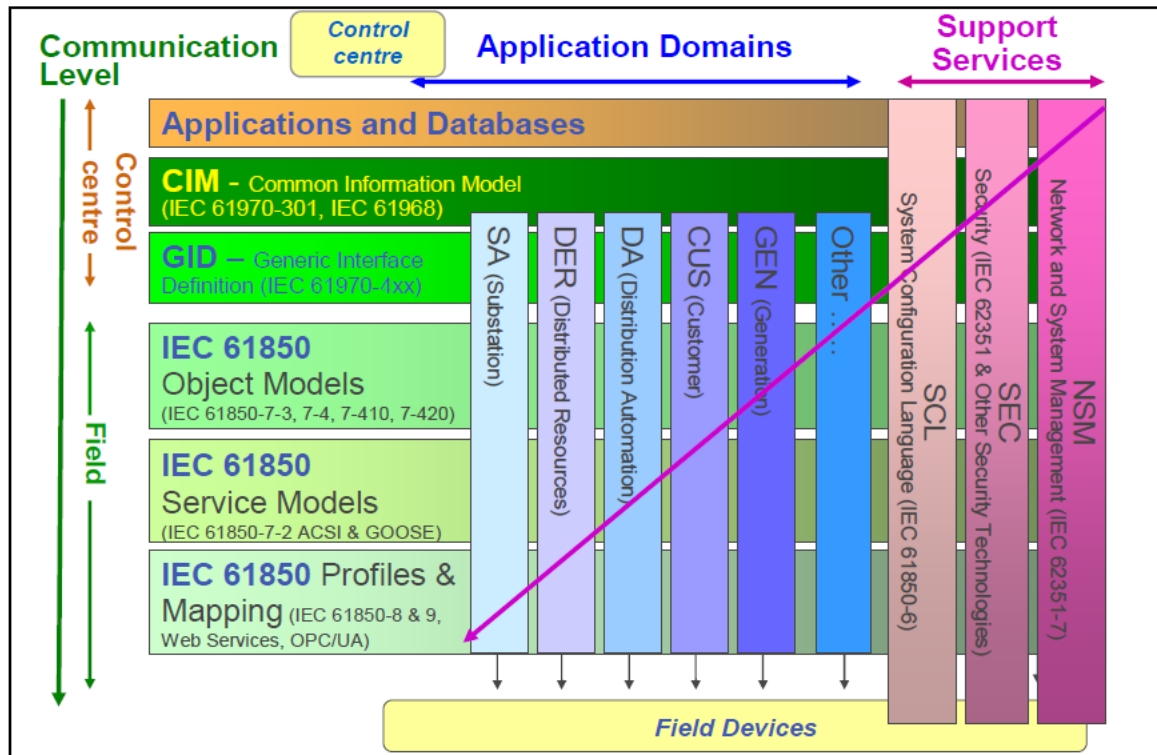 Communication
Level
Control
centre
Application Domains
Support
Services
Control
centre
Field
Applications and Databases
CIM - Common Information Model
(IEC 61970-301, IEC 61968)
GID – Generic Interface
Definition (IEC 61970-4xx)
IEC 61850
Object Models
(IEC 61850-7-3, 7-4, 7-410, 7-420)
IEC 61850
Service Models
(IEC 61850-7-2 ACSI & GOOSE)
IEC 61850 Profiles &
Mapping (IEC 61850-8 & 9,
Web Services, OPC/UA)
SA (Substation)
DER (Distributed Resources)
DA (Distribution Automation)
CUS (Customer)
GEN (Generation)
Other .....
SCL
System Configuration Language (IEC 61850-6)
SEC
Security (IEC 62351 & Other Security Technologies)
NSM
Network and System Management (IEC 62351-7)
Field Devices